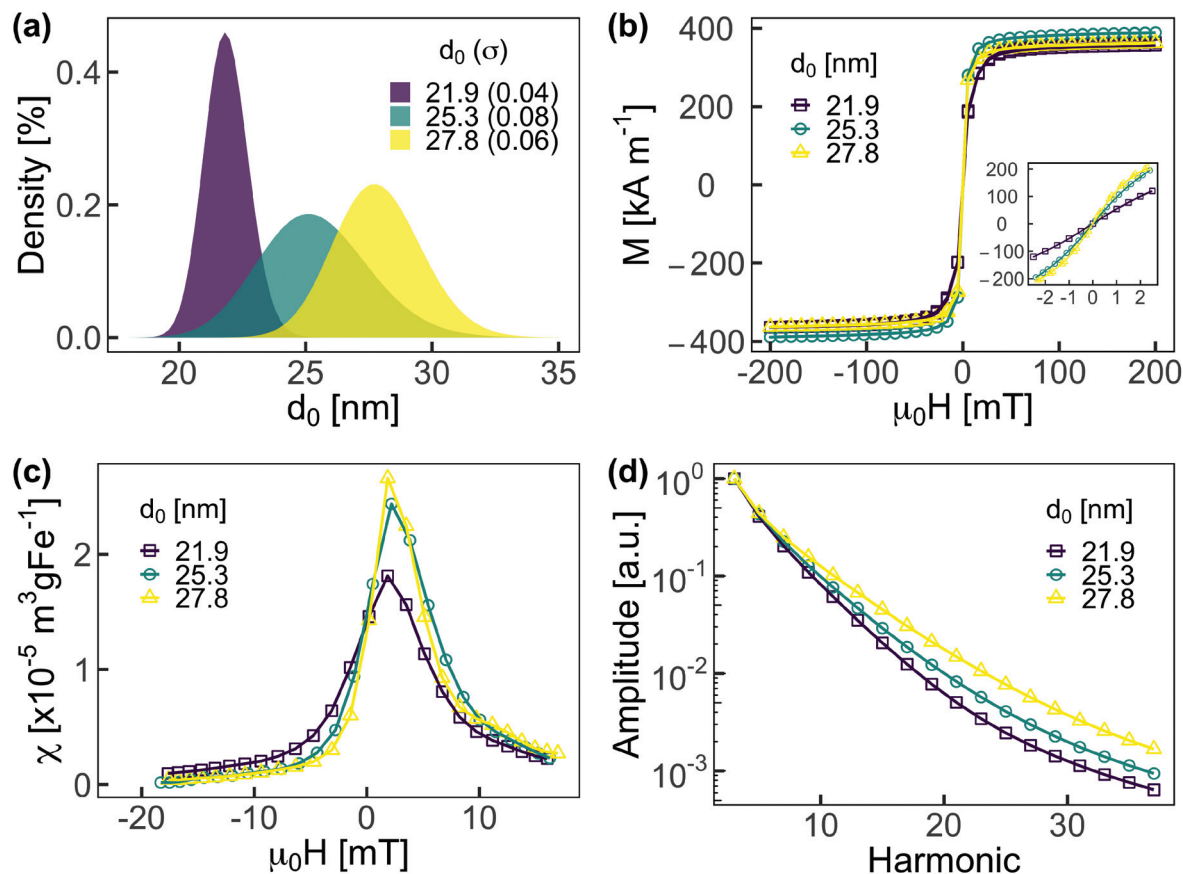 (a)
d₀ (σ)
21.9 (0.04)
25.3 (0.08)
27.8 (0.06)
Density [%]
0.4
0.2
0.0
20 25 30 35
d₀ [nm]
(b)
d₀ [nm]
21.9
25.3
27.8
M [kA m⁻¹]
400
200
0
−200
−400
-200 -100 0 100 200
μ₀H [mT]
200
100
0
−100
−200
-2 -1 0 1 2
(c)
d₀ [nm]
21.9
25.3
27.8
χ [x10⁻⁵ m³gFe⁻¹]
2
1
0
-20 -10 0 10
μ₀H [mT]
(d)
d₀ [nm]
21.9
25.3
27.8
Amplitude [a.u.]
10⁰
10⁻¹
10⁻²
10⁻³
10 20 30
Harmonic